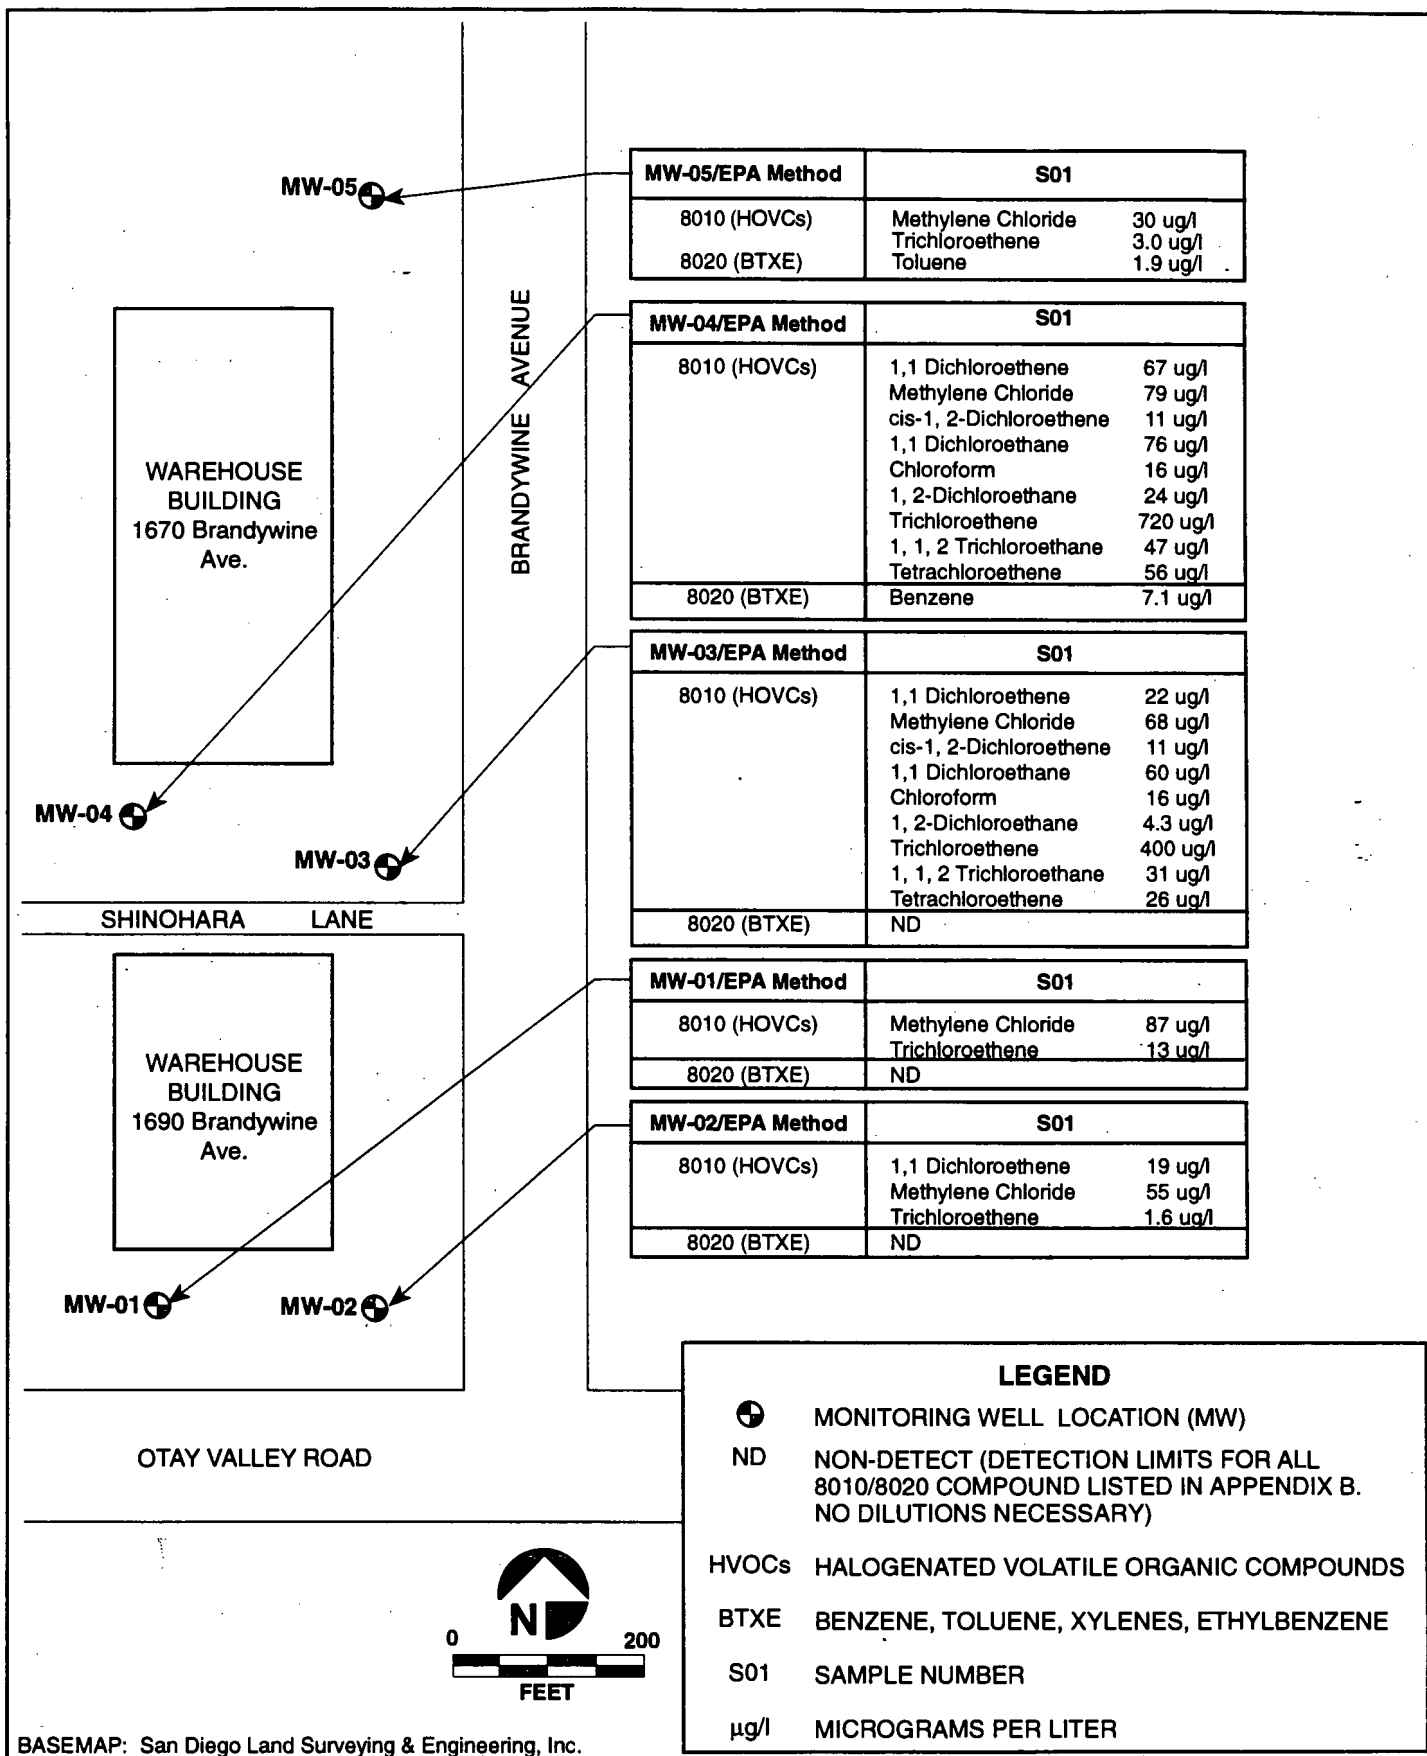 MW-05
MW-05/EPA Method S01
8010 (HOVCs) Methylene Chloride 30 ug/l
Trichloroethene 3.0 ug/l
8020 (BTXE) Toluene 1.9 ug/l
MW-04/EPA Method S01
8010 (HOVCs) 1,1 Dichloroethene 67 ug/l
Methylene Chloride 79 ug/l
cis-1, 2-Dichloroethene 11 ug/l
1,1 Dichloroethane 76 ug/l
Chloroform 16 ug/l
1, 2-Dichloroethane 24 ug/l
Trichloroethene 720 ug/l
1, 1, 2 Trichloroethane 47 ug/l
Tetrachloroethene 56 ug/l
8020 (BTXE) Benzene 7.1 ug/l
BRANDYWINE AVENUE
WAREHOUSE
BUILDING
1670 Brandywine
Ave.
MW-04
MW-03
MW-03/EPA Method S01
8010 (HOVCs) 1,1 Dichloroethene 22 ug/l
Methylene Chloride 68 ug/l
cis-1, 2-Dichloroethene 11 ug/l
1,1 Dichloroethane 60 ug/l
Chloroform 16 ug/l
1, 2-Dichloroethane 4.3 ug/l
Trichloroethene 400 ug/l
1, 1, 2 Trichloroethane 31 ug/l
Tetrachloroethene 26 ug/l
8020 (BTXE) ND
SHINOHARA LANE
MW-01/EPA Method S01
8010 (HOVCs) Methylene Chloride 87 ug/l
Trichloroethene 13 ug/l
8020 (BTXE) ND
WAREHOUSE
BUILDING
1690 Brandywine
Ave.
MW-02/EPA Method S01
8010 (HOVCs) 1,1 Dichloroethene 19 ug/l
Methylene Chloride 55 ug/l
Trichloroethene 1.6 ug/l
8020 (BTXE) ND
MW-01
MW-02
OTAY VALLEY ROAD
LEGEND
MONITORING WELL LOCATION (MW)
ND NON-DETECT (DETECTION LIMITS FOR ALL
8010/8020 COMPOUND LISTED IN APPENDIX B.
NO DILUTIONS NECESSARY)
HVOCs HALOGENATED VOLATILE ORGANIC COMPOUNDS
BTXE BENZENE, TOLUENE, XYLENES, ETHYLBENZENE
S01 SAMPLE NUMBER
µg/l MICROGRAMS PER LITER
N
0 200
FEET
BASEMAP: San Diego Land Surveying & Engineering, Inc.